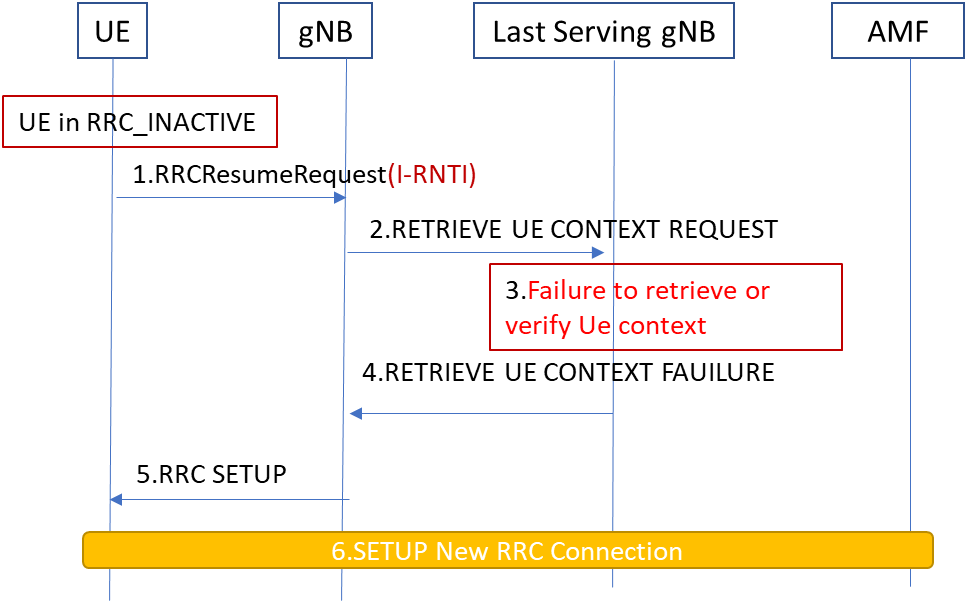 UE
gNB
Last Serving gNB
AMF
UE in RRC_INACTIVE
1.RRCResumeRequest(I-RNTI)
2.RETRIEVE UE CONTEXT REQUEST
3.Failure to retrieve or
verify Ue context
4.RETRIEVE UE CONTEXT FAUILURE
5.RRC SETUP
6.SETUP New RRC Connection